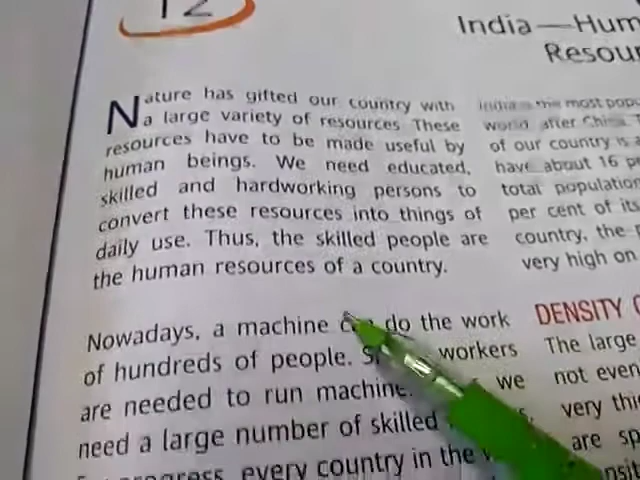 12
India—Hum
Resour
Nature has gifted our country with
a large variety of resources These
resources have to be made useful by
human beings. We need educated,
skilled and hardworking persons to
convert these resources into things of
daily use. Thus, the skilled people are
the human resources of a country.
Nowadays, a machine do the work
of hundreds of people. workers
are needed to run machine. we
need a large number of skilled
progress, every country in the
India the most pop
world after China.
of our country is a
have about 16 p
total population
per cent of its
country, the
very high on
DENSITY
The large
not even
very thi
are sp